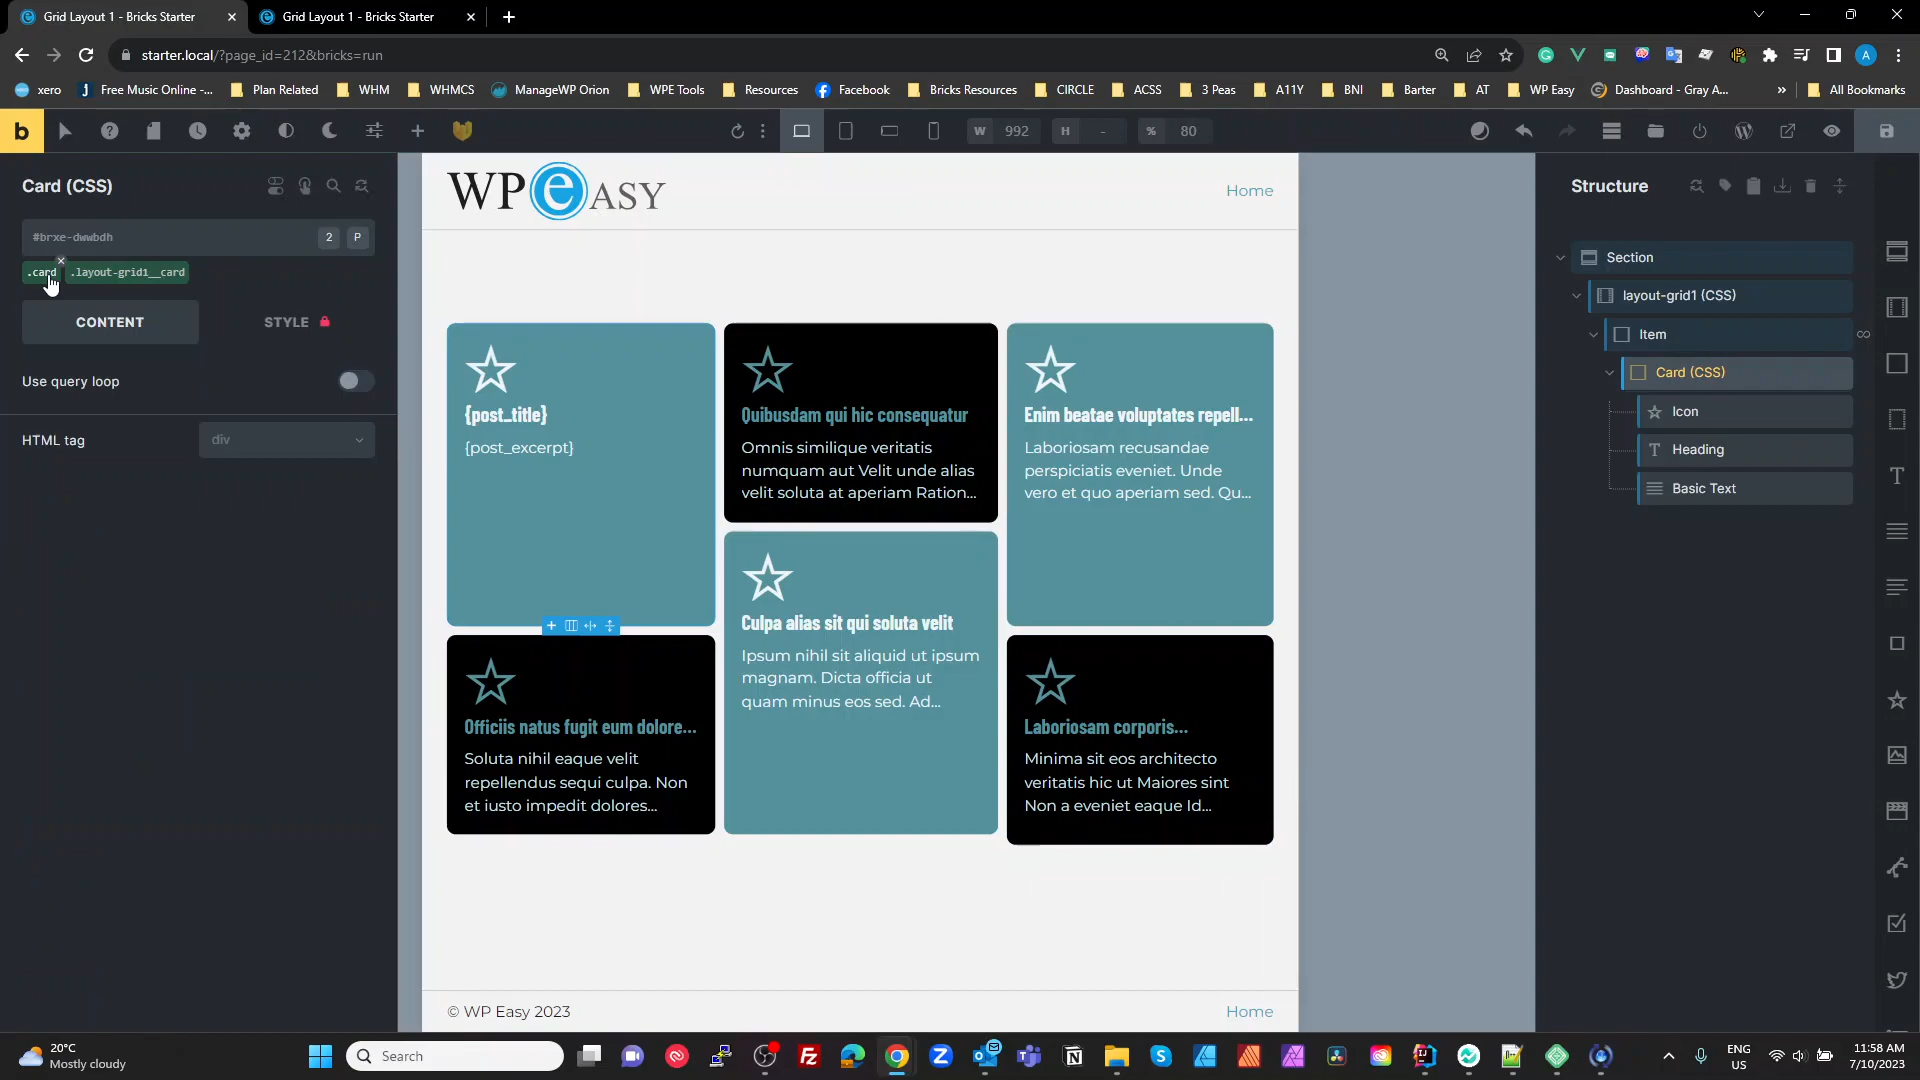 Grid Layout 1 - Bricks Starter
Grid Layout 1 - Bricks Starter
starter.local/?page_id=212&bricks=run
xero
Free Music Online -...
Plan Related
WHM
WHMCS
ManageWP Orion
WPE Tools
Resources
Facebook
Bricks Resources
CIRCLE
ACSS
3 Peas
A11Y
BNI
Barter
AT
WP Easy
Dashboard - Gray A...
All Bookmarks
b
W 992
H -
% 80
Card (CSS)
#brxe-dwwbdh
2
P
.card
.layout-grid1__card
CONTENT
STYLE
Use query loop
HTML tag
div
WP eASY
Home
{post_title}
{post_excerpt}
Quibusdam qui hic consequatur
Omnis similique veritatis
numquam aut Velit unde alias
velit soluta at aperiam Ration...
Enim beatae voluptates repell...
Laboriosam recusandae
perspiciatis eveniet. Unde
vero et quo aperiam sed. Qu...
Culpa alias sit qui soluta velit
Ipsum nihil sit aliquid ut ipsum
magnam. Dicta officia ut
quam minus eos sed. Ad...
Officiis natus fugit eum dolore...
Soluta nihil eaque velit
repellendus sequi culpa. Non
et iusto impedit dolores...
Laboriosam corporis...
Minima sit eos architecto
veritatis hic ut Maiores sint
Non a eveniet eaque Id...
© WP Easy 2023
Home
Structure
Section
layout-grid1 (CSS)
Item
Card (CSS)
Icon
Heading
Basic Text
20°C
Mostly cloudy
Search
ENG
US
11:58 AM
7/10/2023